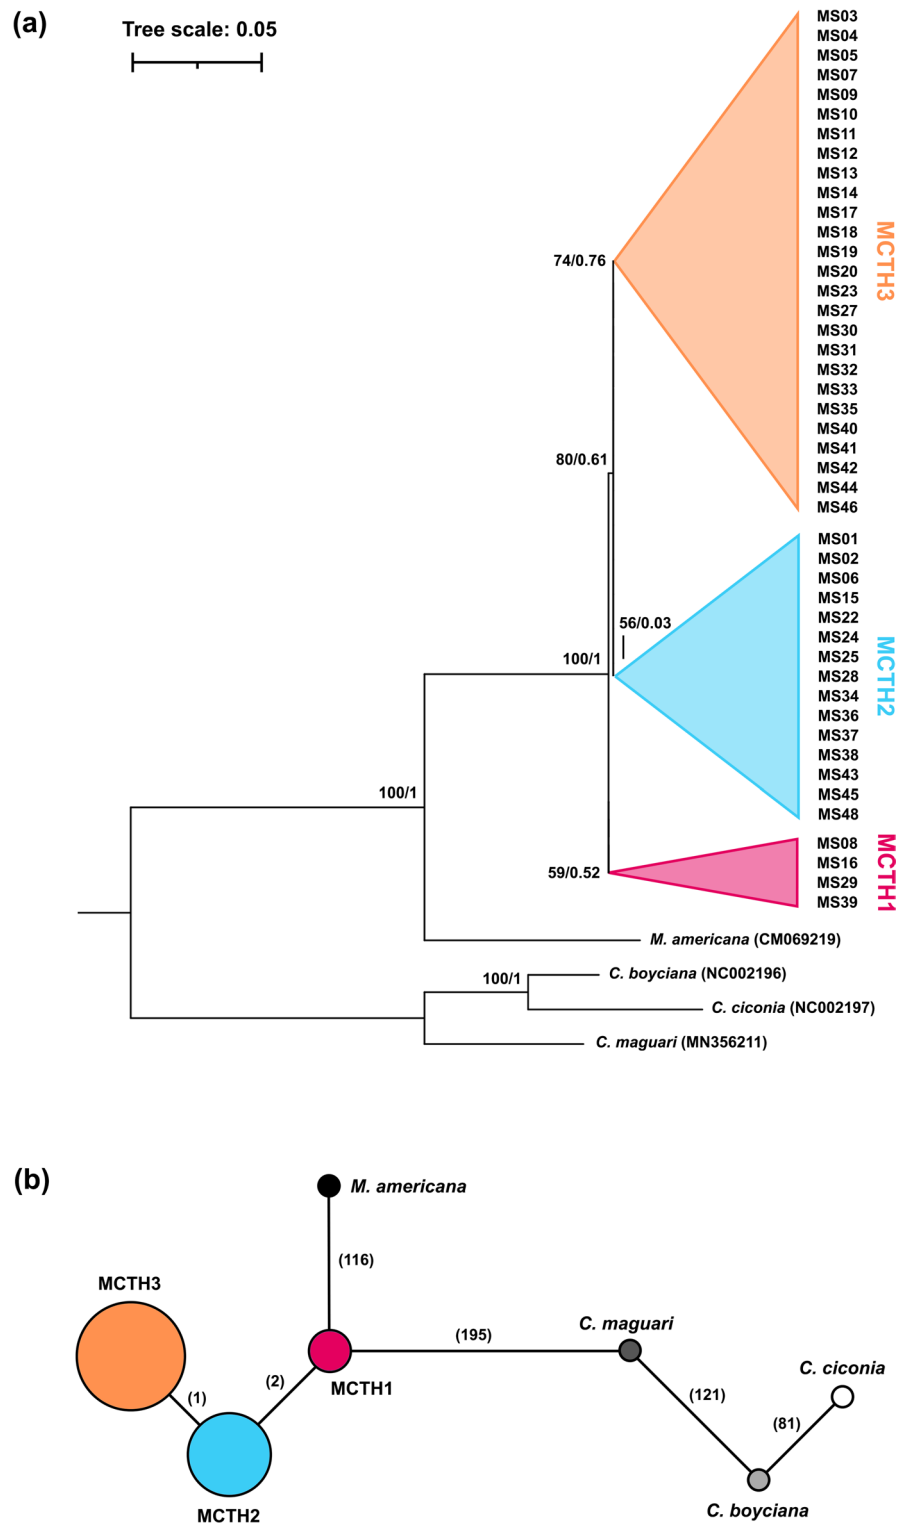 (a)
Tree scale: 0.05
MS03
MS04
MS05
MS07
MS09
MS10
MS11
MS12
MS13
MS14
MS17
MS18
MS19
MS20
MS23
MS27
MS30
MS31
MS32
MS33
MS35
MS40
MS41
MS42
MS44
MS46
MCTH3
74/0.76
80/0.61
MS01
MS02
MS06
MS15
MS22
MS24
MS25
MS28
MS34
MS36
MS37
MS38
MS43
MS45
MS48
MCTH2
56/0.03
100/1
100/1
MS08
MS16
MS29
MS39
MCTH1
59/0.52
M. americana (CM069219)
100/1
C. boyciana (NC002196)
C. ciconia (NC002197)
C. maguari (MN356211)
(b)
M. americana
(116)
MCTH3
(1)
MCTH2
(2)
MCTH1
(195)
C. maguari
(121)
C. ciconia
(81)
C. boyciana